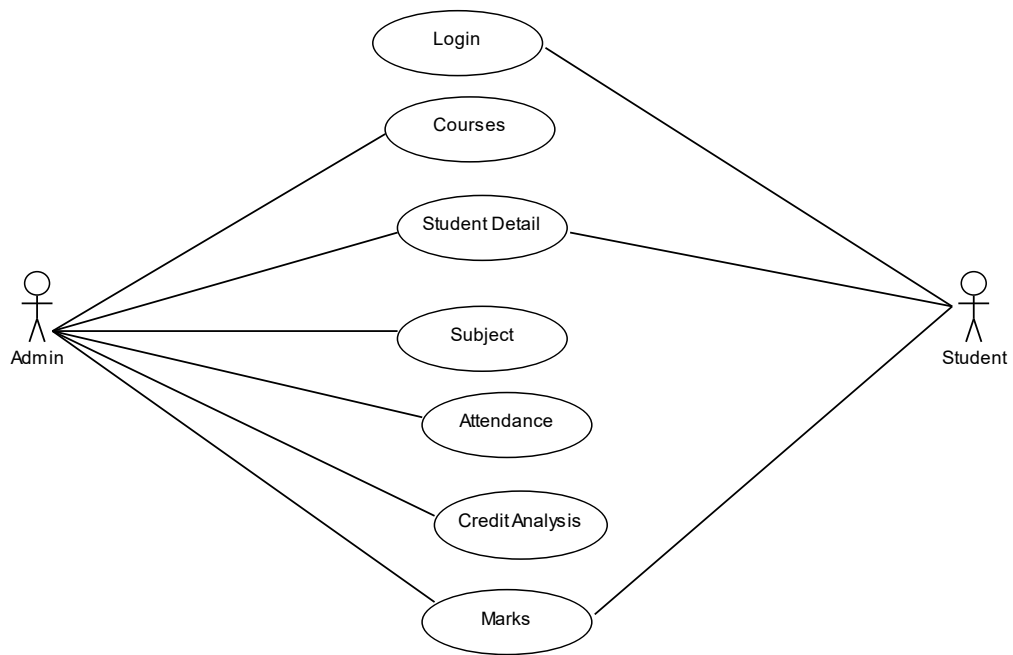 Login
Courses
Student Detail
Subject
Admin
Student
Attendance
Credit Analysis
Marks